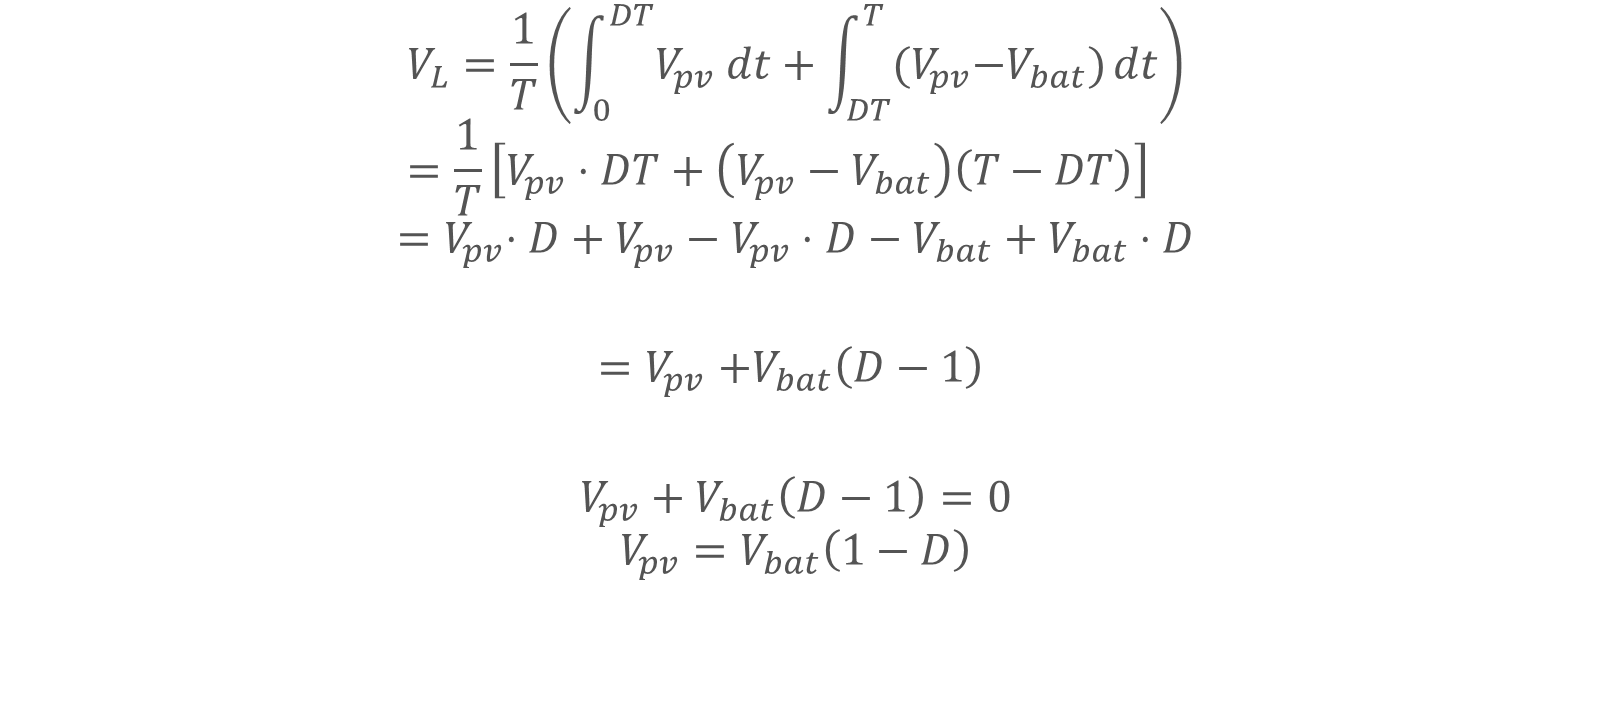 V_L = \frac{1}{T} \left( \int_0^{DT} V_{pv} \, dt + \int_{DT}^{T} (V_{pv} - V_{bat}) \, dt \right)
= \frac{1}{T} \left[ V_{pv} \cdot DT + (V_{pv} - V_{bat})(T - DT) \right]
= V_{pv} \cdot D + V_{pv} - V_{pv} \cdot D - V_{bat} + V_{bat} \cdot D
= V_{pv} + V_{bat}(D - 1)
V_{pv} + V_{bat}(D - 1) = 0
V_{pv} = V_{bat}(1 - D)